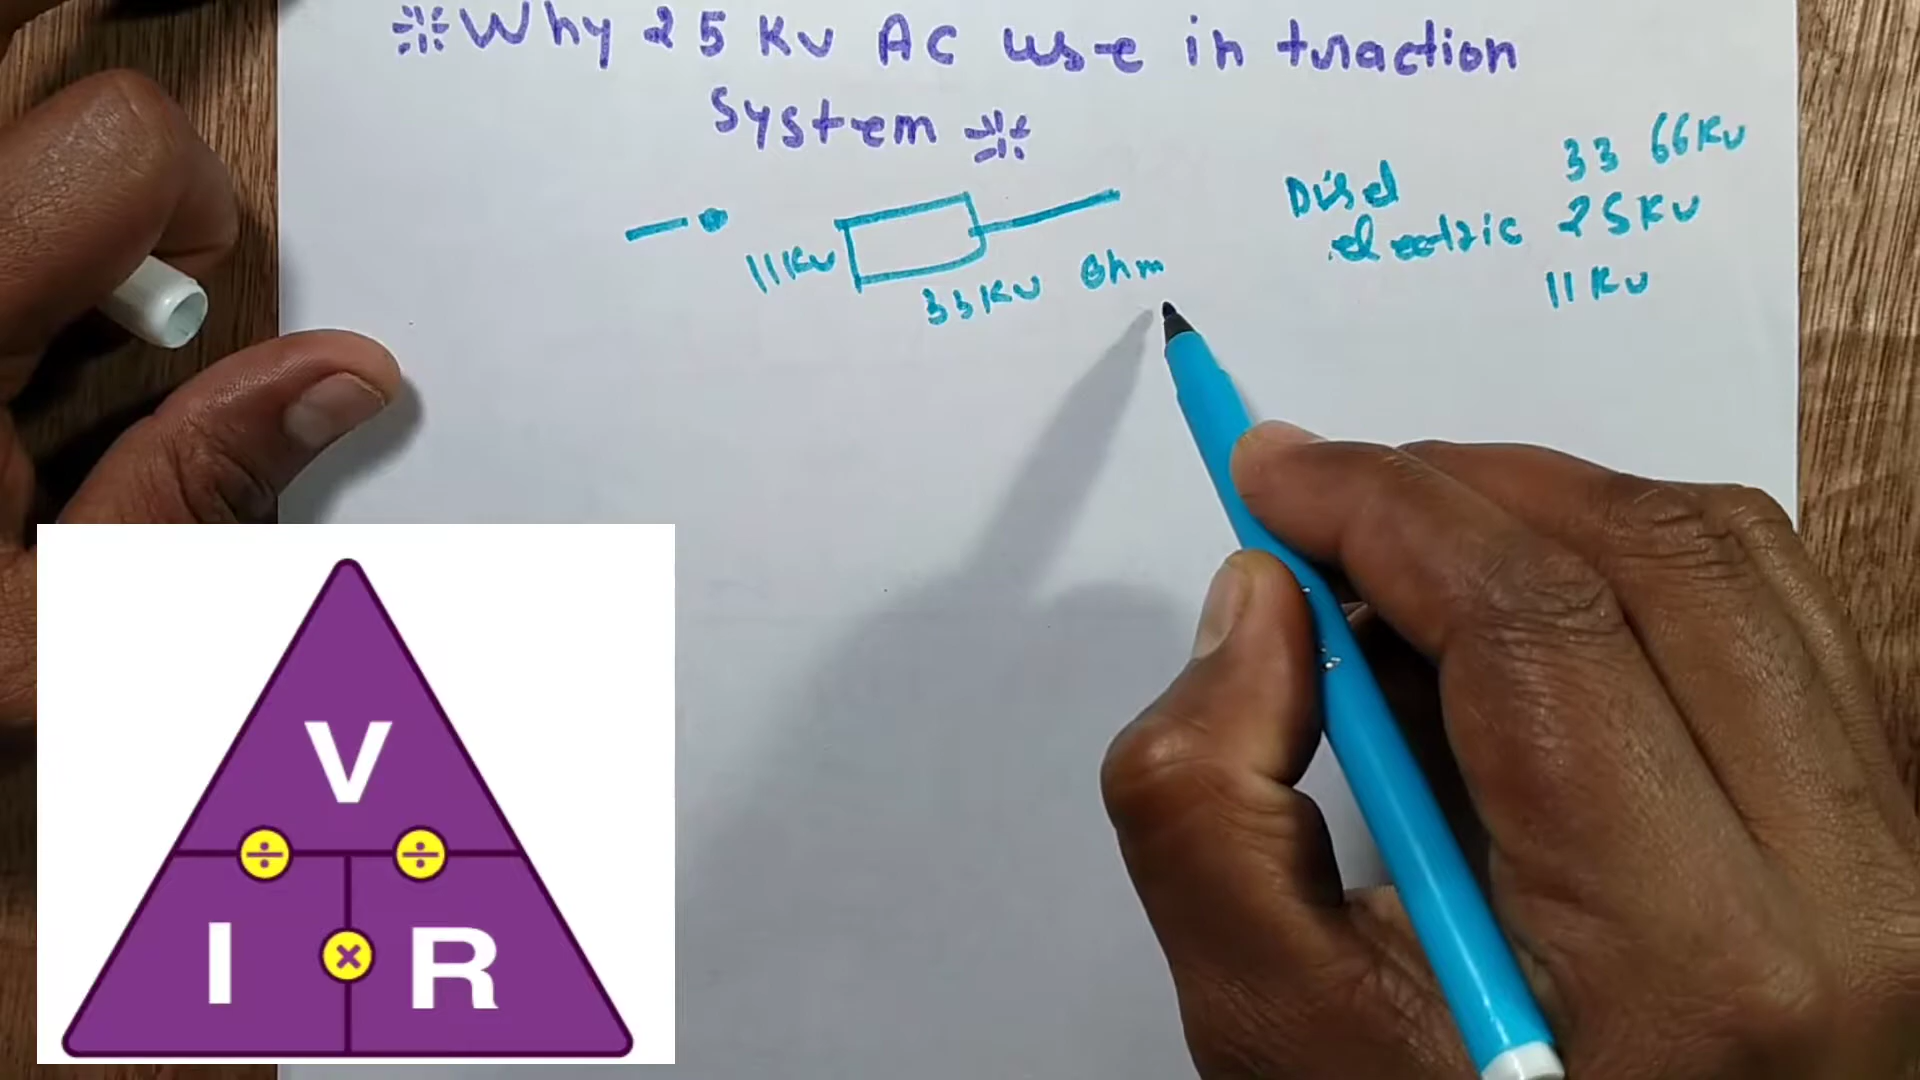 Why 25 Kv AC use in traction
System
33 66Kv
Disel
electric 25Kv
11Kv
11Kv
33Kv Ohm
V
÷ ÷
I × R